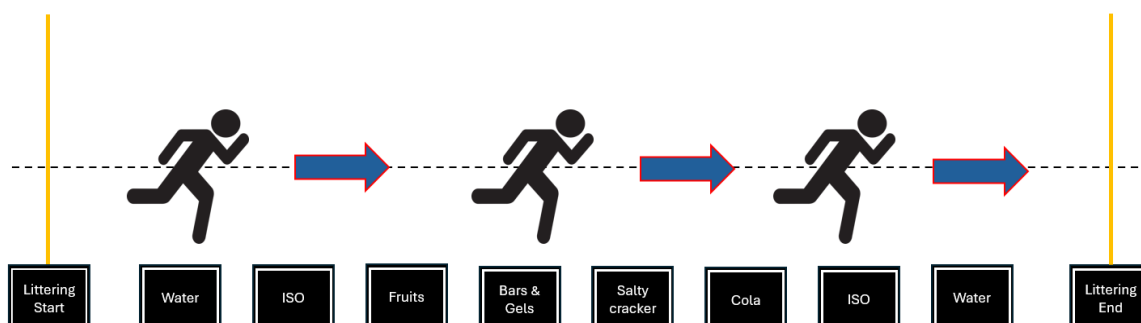 Littering
Start
Water
ISO
Fruits
Bars &
Gels
Salty
cracker
Cola
ISO
Water
Littering
End